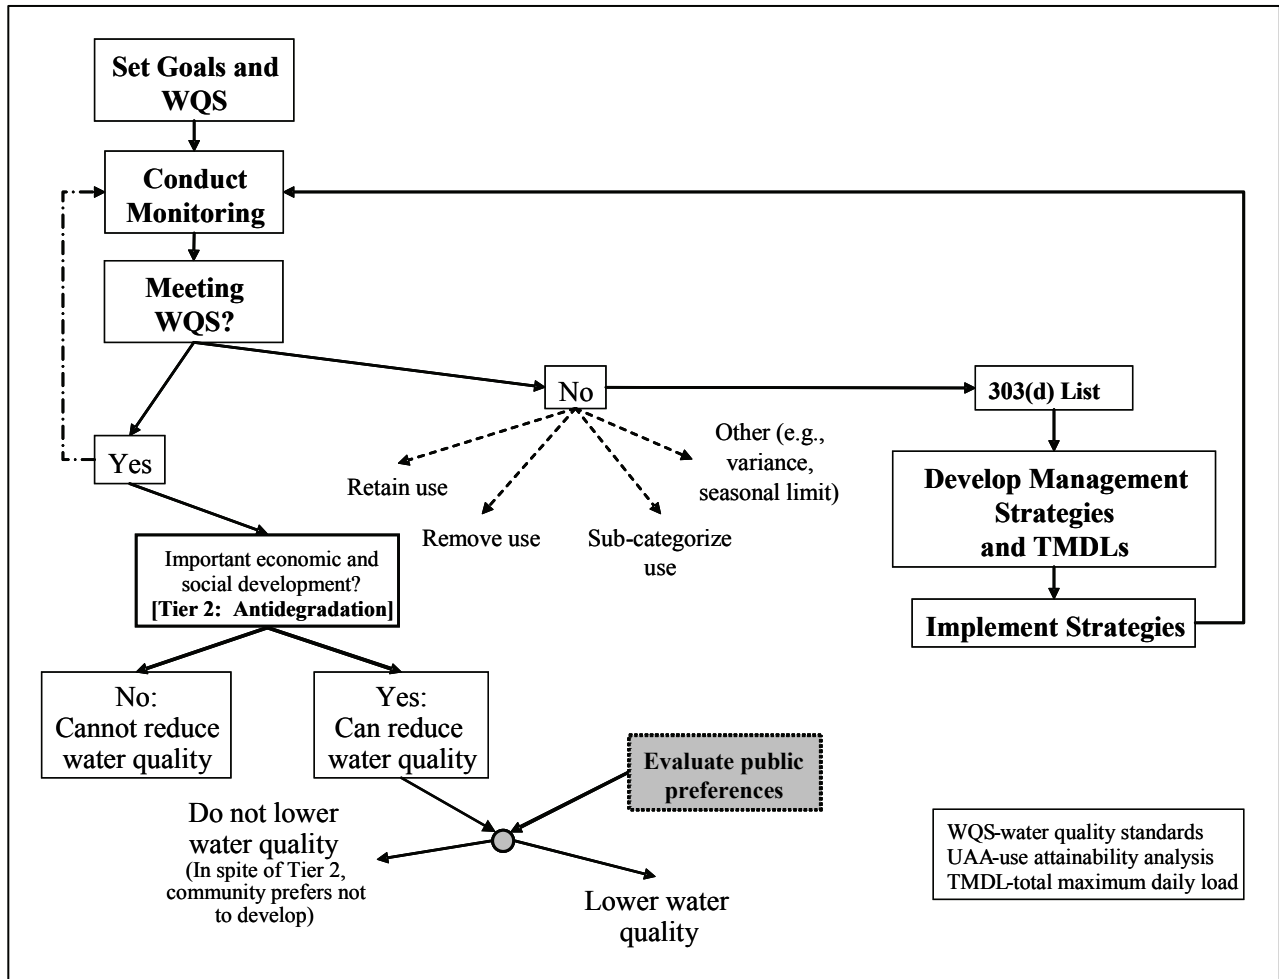 Set Goals and
WQS
Conduct
Monitoring
Meeting
WQS?
No
303(d) List
Yes
Retain use
Remove use
Sub-categorize
use
Other (e.g.,
variance,
seasonal limit)
Develop Management
Strategies
and TMDLs
Implement Strategies
Important economic and
social development?
[Tier 2: Antidegradation]
No:
Cannot reduce
water quality
Yes:
Can reduce
water quality
Evaluate public
preferences
Do not lower
water quality
(In spite of Tier 2,
community prefers not
to develop)
Lower water
quality
WQS-water quality standards
UAA-use attainability analysis
TMDL-total maximum daily load